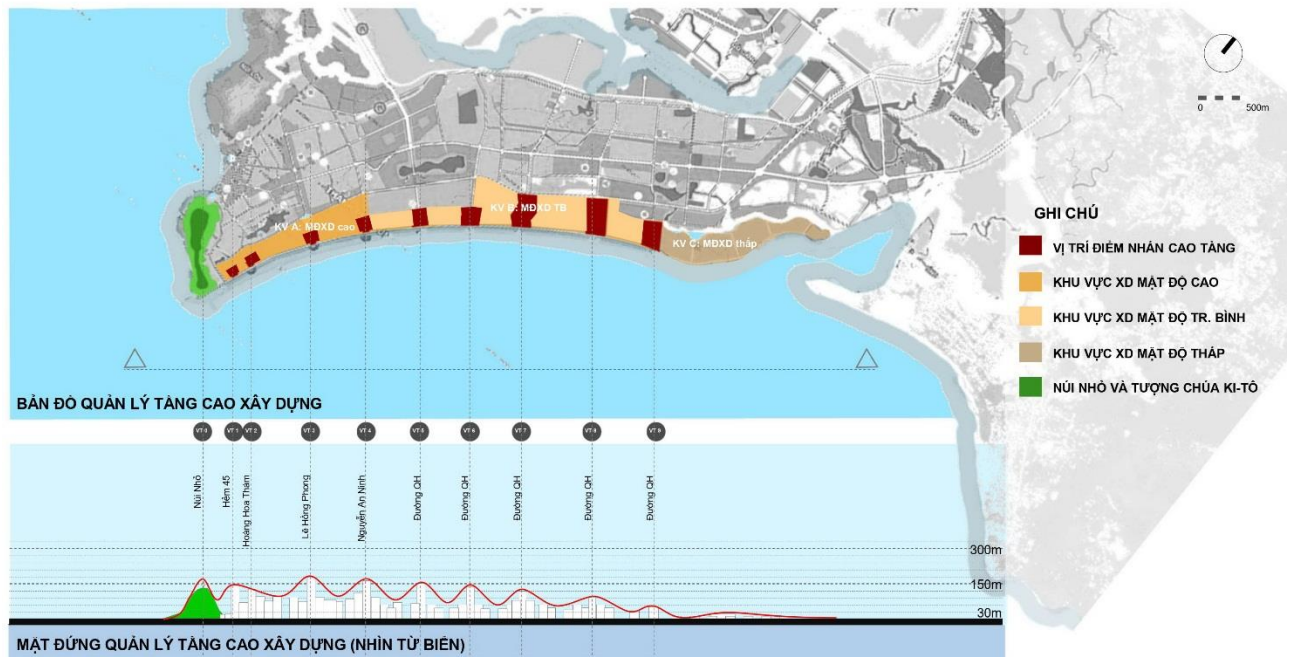 0 500m
GHI CHÚ
VỊ TRÍ ĐIỂM NHẤN CAO TẦNG
KHU VỰC XD MẬT ĐỘ CAO
KHU VỰC XD MẬT ĐỘ TR. BÌNH
KHU VỰC XD MẬT ĐỘ THẤP
NÚI NHỎ VÀ TƯỢNG CHÚA KI-TÔ
KV A: MĐXD cao
KV B: MĐXD TB
KV C: MĐXD thấp
BẢN ĐỒ QUẢN LÝ TẦNG CAO XÂY DỰNG
VT 0
VT 1
VT 2
VT 3
VT 4
VT 5
VT 6
VT 7
VT 8
VT 9
Núi Nhỏ
Hẻm 45
Hoàng Hoa Thám
Lê Hồng Phong
Nguyễn An Ninh
Đường QH
Đường QH
Đường QH
Đường QH
Đường QH
300m
150m
30m
MẶT ĐỨNG QUẢN LÝ TẦNG CAO XÂY DỰNG (NHÌN TỪ BIỂN)